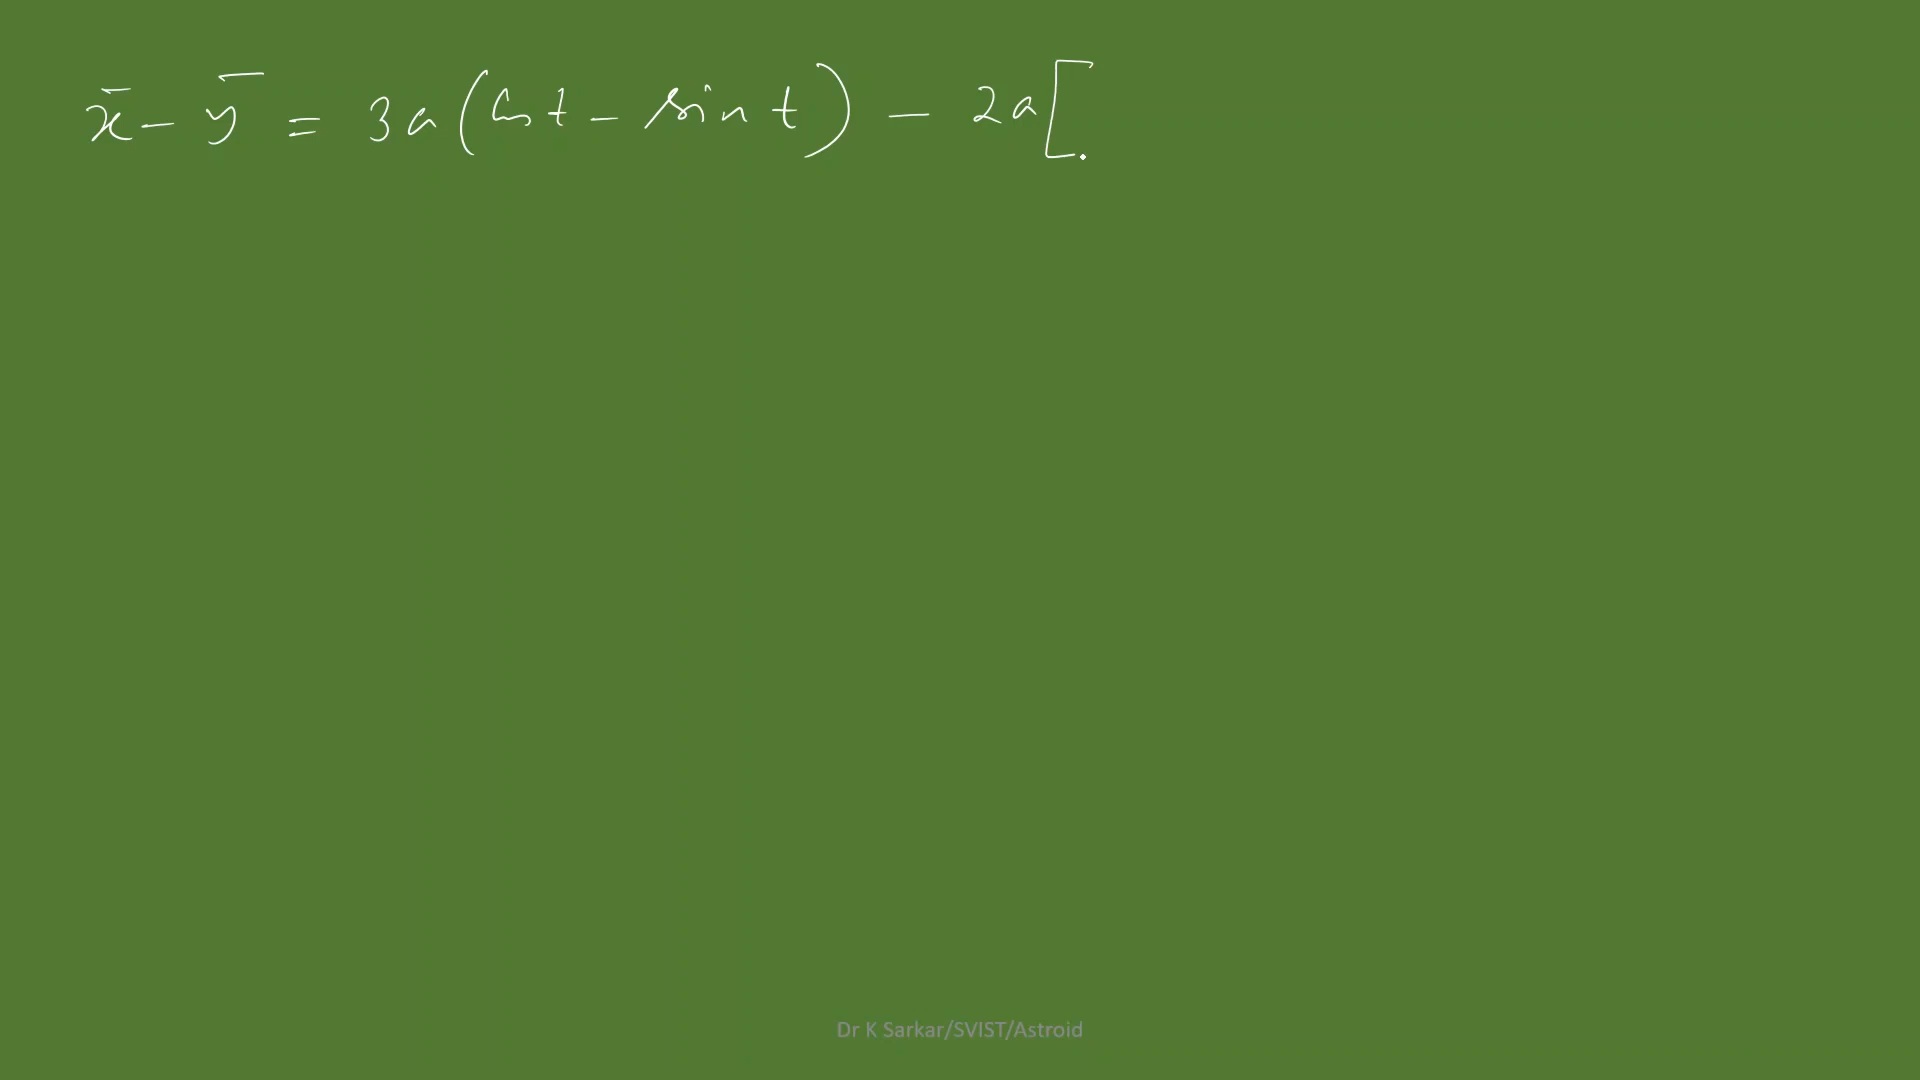 x̄ - ȳ = 3a(cos t - sin t) - 2a[
Dr K Sarkar/SVIST/Astroid